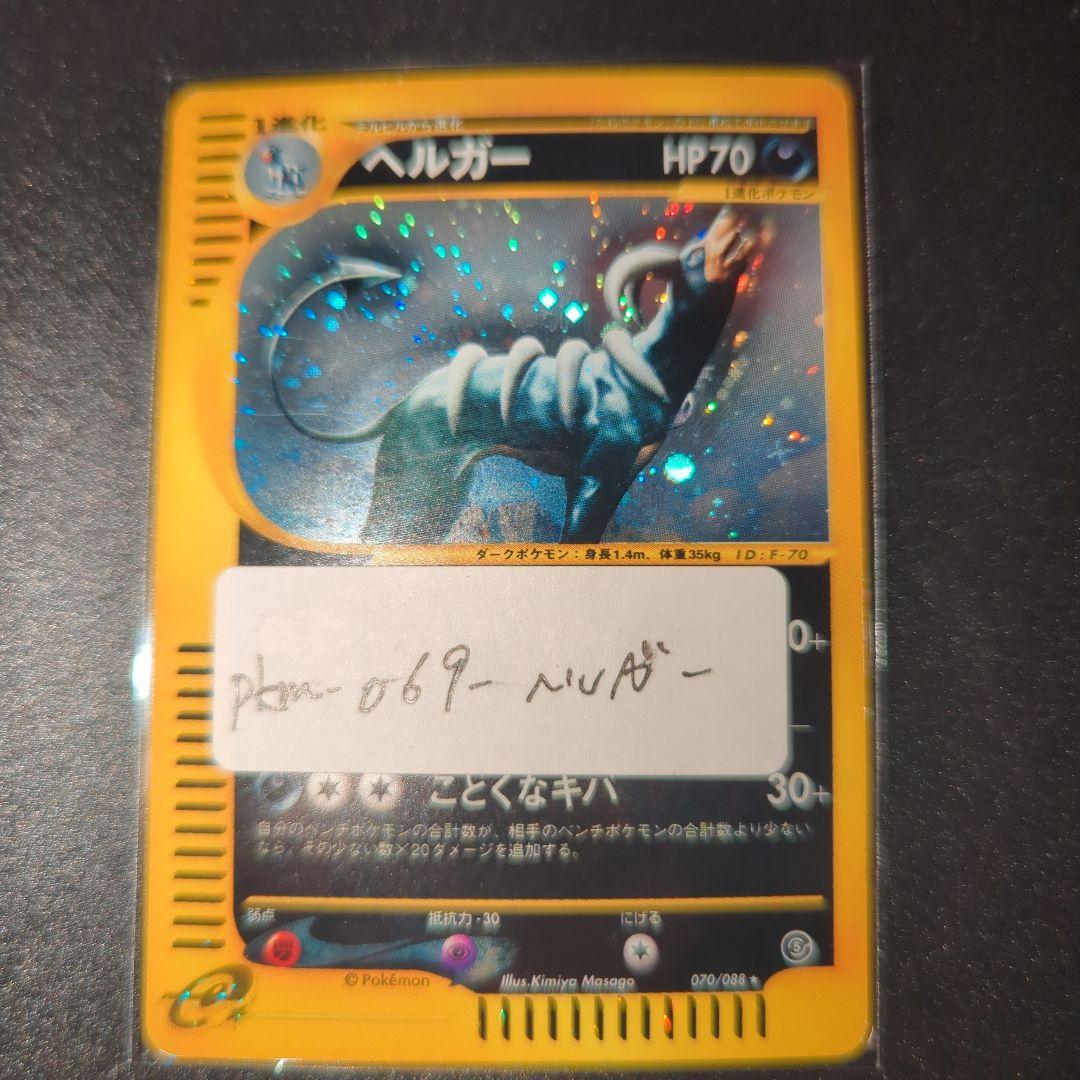 1進化
デルビルから進化
ヘルガー
HP70
1進化ポケモン
ダークポケモン：身長1.4m、体重35kg ID：F-70
0+
pkm-069-ヘルガー
ことくなキバ
30+
自分のベンチポケモンの合計数が、相手のベンチポケモンの合計数より少ない
なら、その少ない数×20ダメージを追加する。
弱点
抵抗力-30
にける
© Pokémon
Illus.Kimiya Masago
070/088★
e